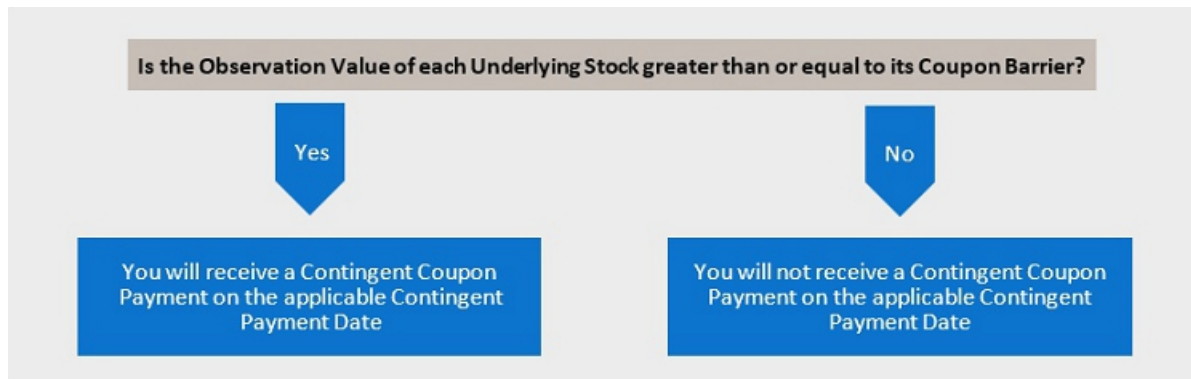 Is the Observation Value of each Underlying Stock greater than or equal to its Coupon Barrier?
Yes
No
You will receive a Contingent Coupon
Payment on the applicable Contingent
Payment Date
You will not receive a Contingent Coupon
Payment on the applicable Contingent
Payment Date